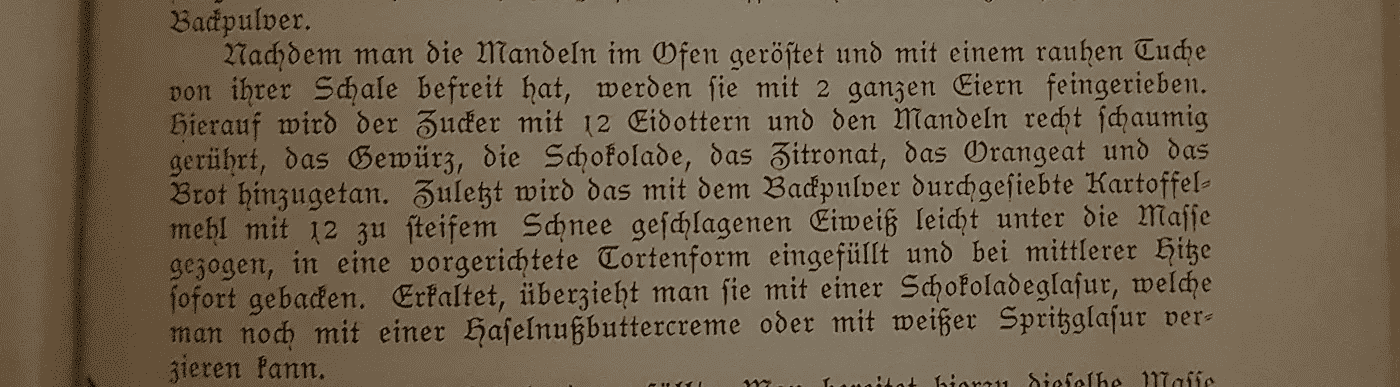 Backpulver.
Nachdem man die Mandeln im Ofen geröſtet und mit einem rauhen Tuche
von ihrer Schale befreit hat, werden ſie mit 2 ganzen Eiern feingerieben.
Hierauf wird der Zucker mit 12 Eidottern und den Mandeln recht ſchaumig
gerührt, das Gewürz, die Schokolade, das Zitronat, das Orangeat und das
Brot hinzugetan. Zuletzt wird das mit dem Backpulver durchgeſiebte Kartoffel⸗
mehl mit 12 zu ſteifem Schnee geſchlagenen Eiweiß leicht unter die Maſſe
gezogen, in eine vorgerichtete Tortenform eingefüllt und bei mittlerer Hitze
ſofort gebacken. Erkaltet, überzieht man ſie mit einer Schokoladeglaſur, welche
man noch mit einer Haſelnußbuttercreme oder mit weißer Spritzglaſur ver⸗
zieren kann.
Man bereitet hierzu dieſelbe Maſſe